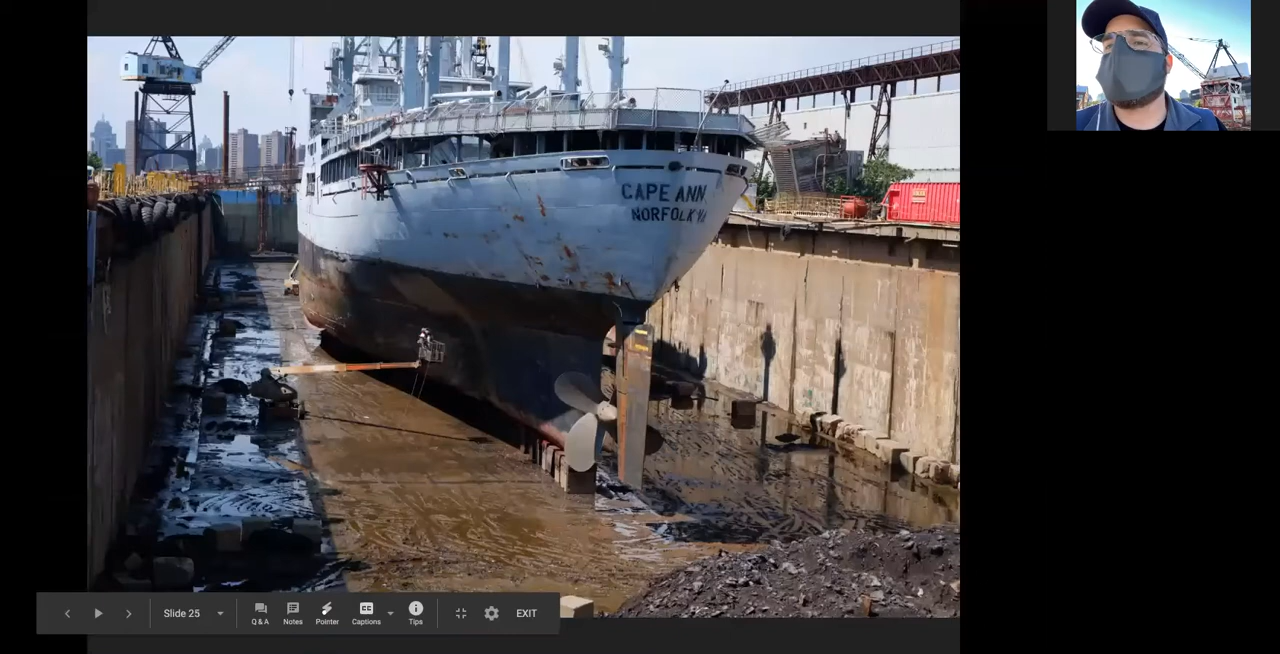 CAPE ANN
NORFOLK VA
Slide 25
Q & A
Notes
Pointer
Captions
Tips
EXIT